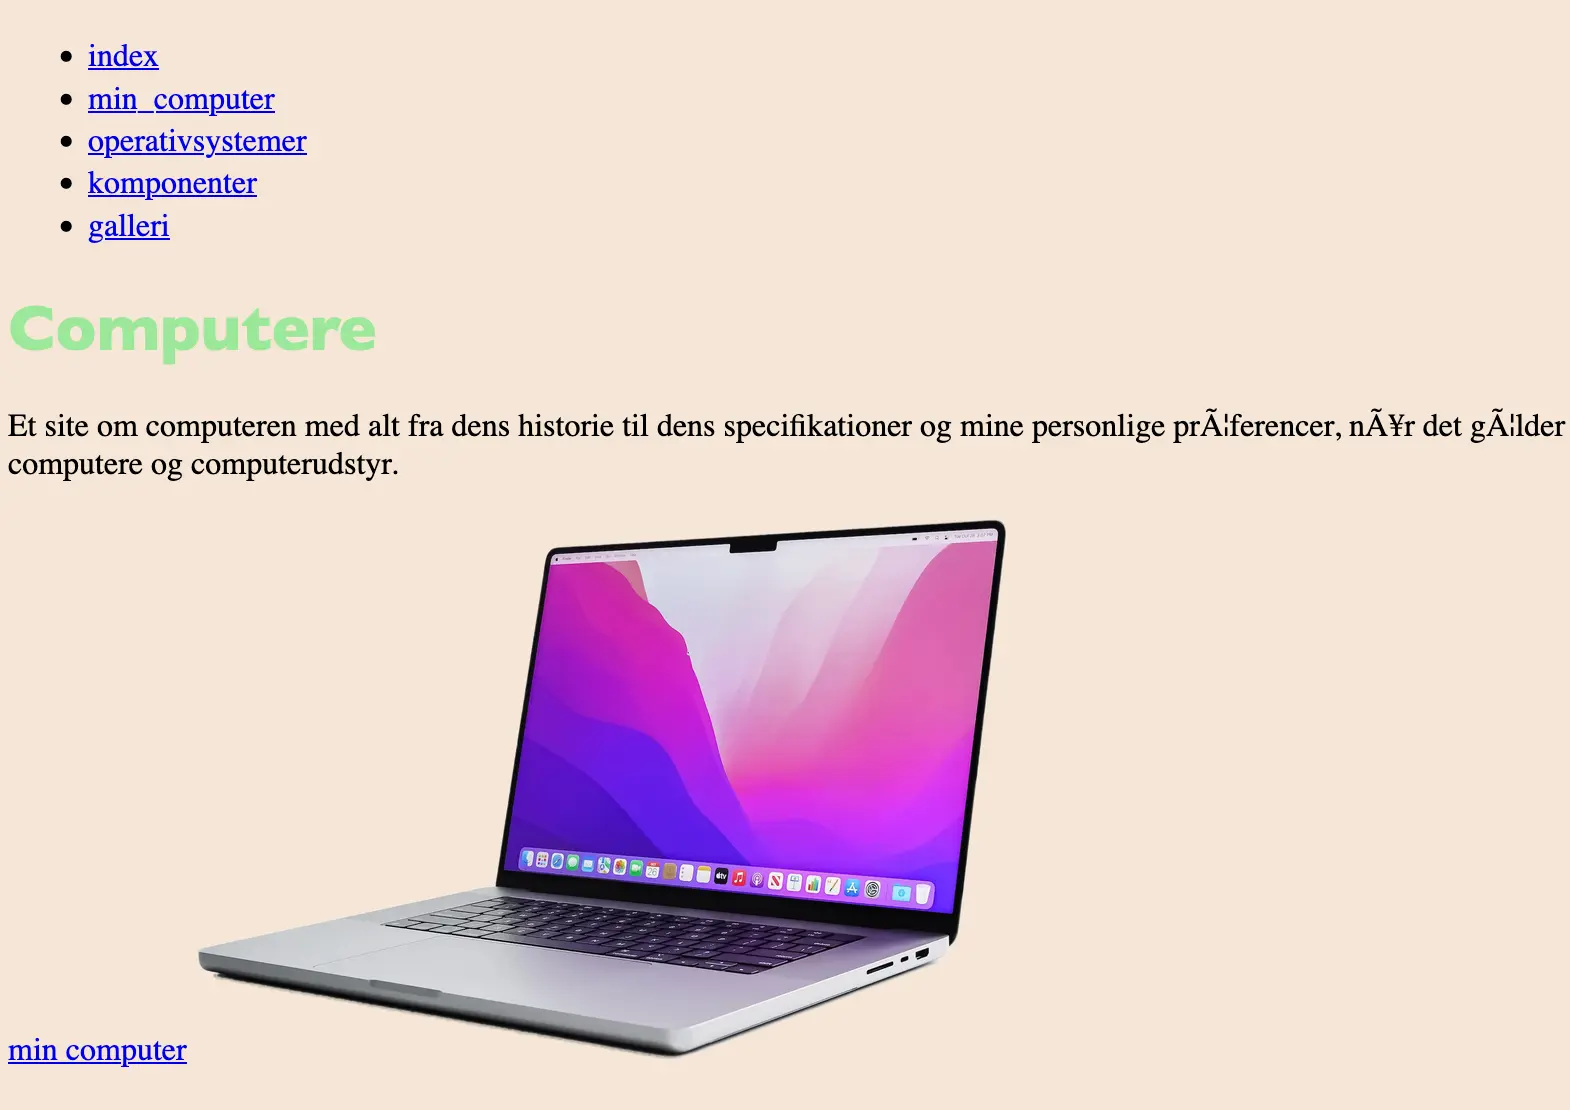 index
min_computer
operativsystemer
komponenter
galleri
Computere
Et site om computeren med alt fra dens historie til dens specifikationer og mine personlige prÃ¦ferencer, nÃ¥r det gÃ¦lder
computere og computerudstyr.
min computer